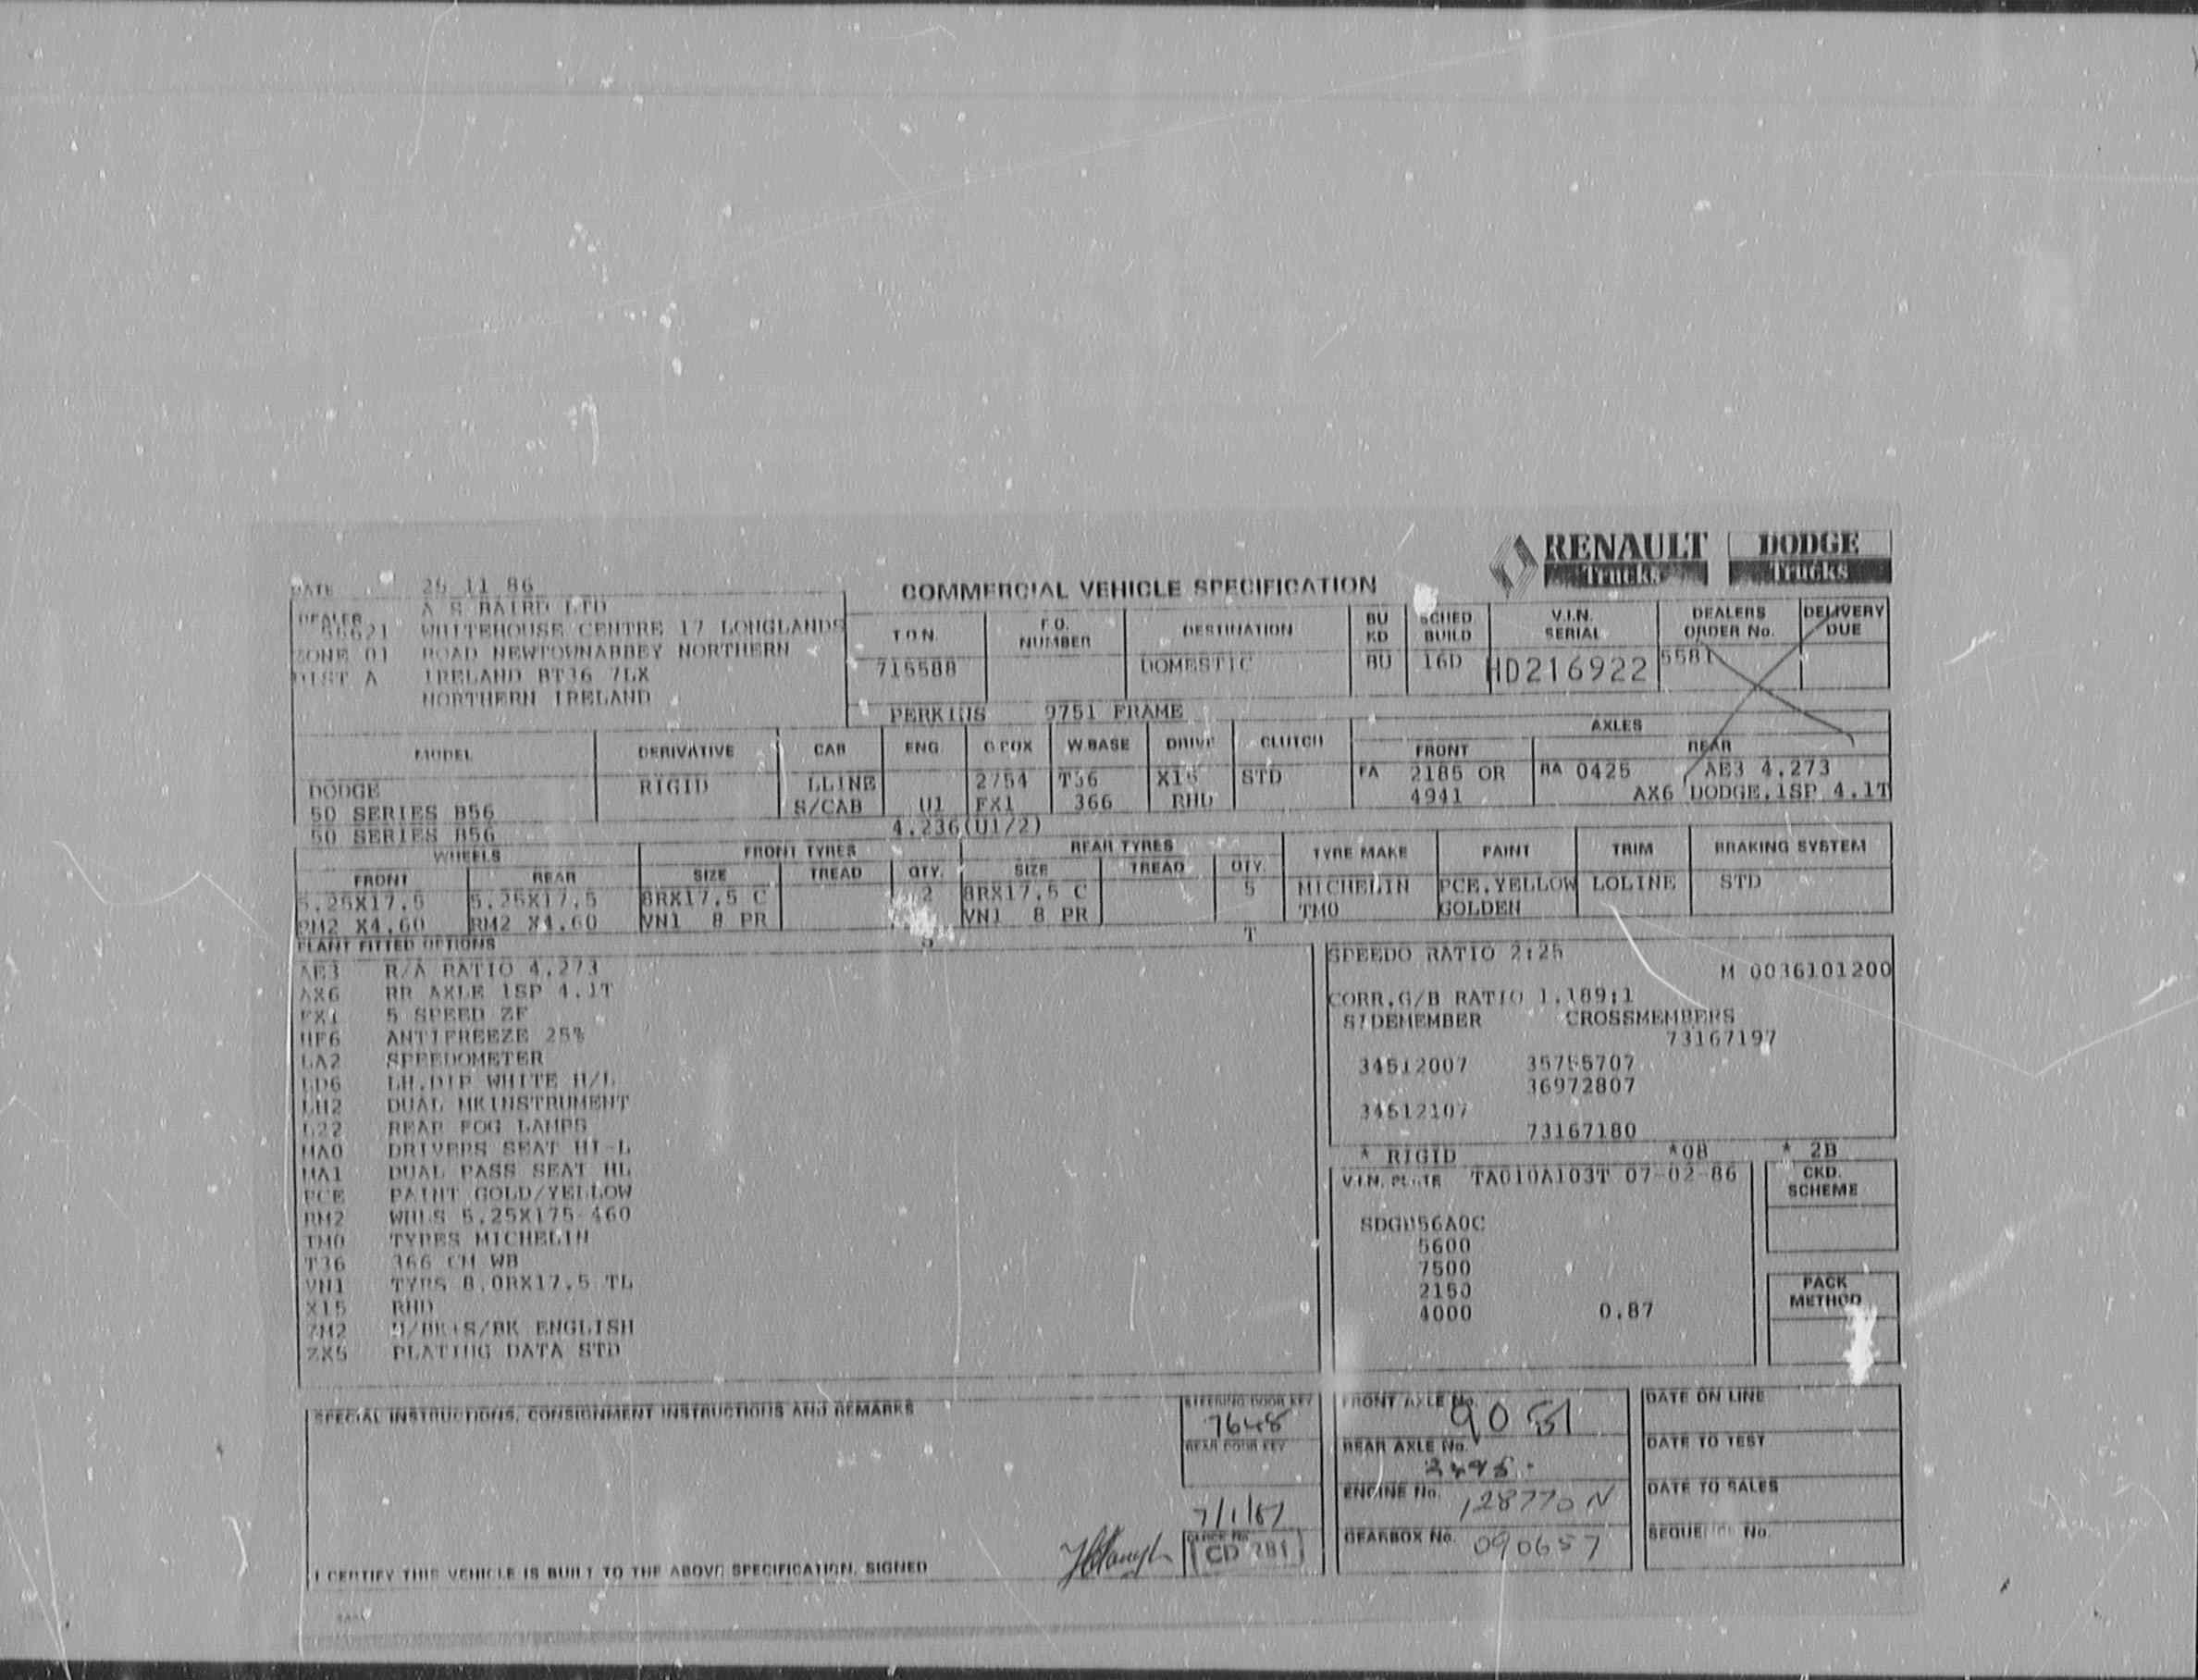 RENAULT Trucks DODGE Trucks
COMMERCIAL VEHICLE SPECIFICATION
DATE 11 86
DEALER A S BAIRD LTD
56621 WHITEHOUSE CENTRE 17 LONGLANDS
ZONE 01 ROAD NEWTOWNABBEY NORTHERN
DIST A IRELAND BT36 7LX
NORTHERN IRELAND
T.O.N. F.O. NUMBER DESTINATION BU KD SCHED BUILD V.I.N. SERIAL DEALERS ORDER No. DELIVERY DUE
715588 DOMESTIC BU 16D HD216922 5581
PERKINS 9751 FRAME
MODEL DERIVATIVE CAB ENG G BOX W BASE DRIVE CLUTCH AXLES
FRONT REAR
DODGE RIGID LLINE 2754 T36 X15 STD FA 2185 OR RA 0425 AE3 4.273
50 SERIES B56 S/CAB U1 FX1 366 RHD 4941 AX6 DODGE.1SP 4.1T
50 SERIES B56 4.236(U1/2)
WHEELS FRONT TYRES REAR TYRES TYRE MAKE PAINT TRIM BRAKING SYSTEM
FRONT REAR SIZE TREAD QTY. SIZE TREAD QTY.
5.25X17.5 5.25X17.5 8RX17.5 C 2 8RX17.5 C 5 MICHELIN PCE.YELLOW LOLINE STD
RM2 X4.60 RM2 X4.60 VN1 8 PR VN1 8 PR TM0 GOLDEN
T
PLANT FITTED OPTIONS
AE3 R/A RATIO 4.273
AX6 RR AXLE 1SP 4.1T
FX1 5 SPEED ZF
HF6 ANTIFREEZE 25%
LA2 SPEEDOMETER
LD6 LH.DIP WHITE H/L
LH2 DUAL MKINSTRUMENT
L22 REAR FOG LAMPS
MA0 DRIVERS SEAT HI-L
MA1 DUAL PASS SEAT HL
PCE PAINT GOLD/YELLOW
RM2 WHLS 5.25X175-460
TM0 TYRES MICHELIN
T36 366 CM WB
VN1 TYRS 8.0RX17.5 TL
X15 RHD
ZM2 /BK+S/BK ENGLISH
ZX5 PLATING DATA STD
SPEEDO RATIO 2:25
M 0036101200
CORR.G/B RATIO 1.189:1
SIDEMEMBER CROSSMEMBERS
73167197
34512007 35755707
36972807
34512107
73167180
* RIGID *08 * 2B
V.I.N. PLATE TA010A103T 07-02-86
SDGB56A0C
5600
7500
2150
4000 0.87
CKD. SCHEME
PACK METHOD
SPECIAL INSTRUCTIONS, CONSIGNMENT INSTRUCTIONS AND REMARKS
STEERING DOOR KEY
7648
REAR DOOR KEY
7/1/87
CLOCK No.
CD 781
I CERTIFY THIS VEHICLE IS BUILT TO THE ABOVE SPECIFICATION, SIGNED
FRONT AXLE No.
REAR AXLE No.
ENGINE No. 128770 N
GEARBOX No. 090657
DATE ON LINE
DATE TO TEST
DATE TO SALES
SEQUENCE No.